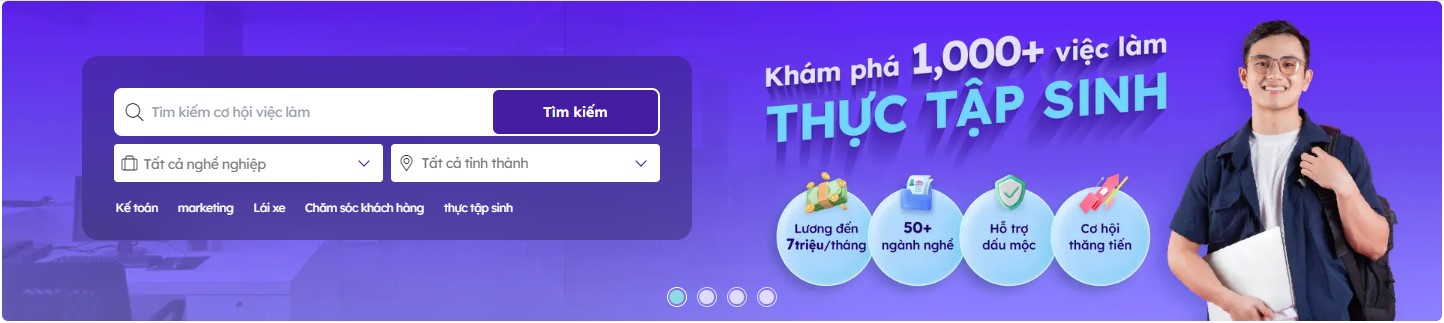 Tìm kiếm cơ hội việc làm
Tìm kiếm
Tất cả nghề nghiệp
Tất cả tỉnh thành
Kế toán marketing Lái xe Chăm sóc khách hàng thực tập sinh
Khám phá 1,000+ việc làm
THỰC TẬP SINH
Lương đến
7triệu/tháng
50+
ngành nghề
Hỗ trợ
dấu mộc
Cơ hội
thăng tiến